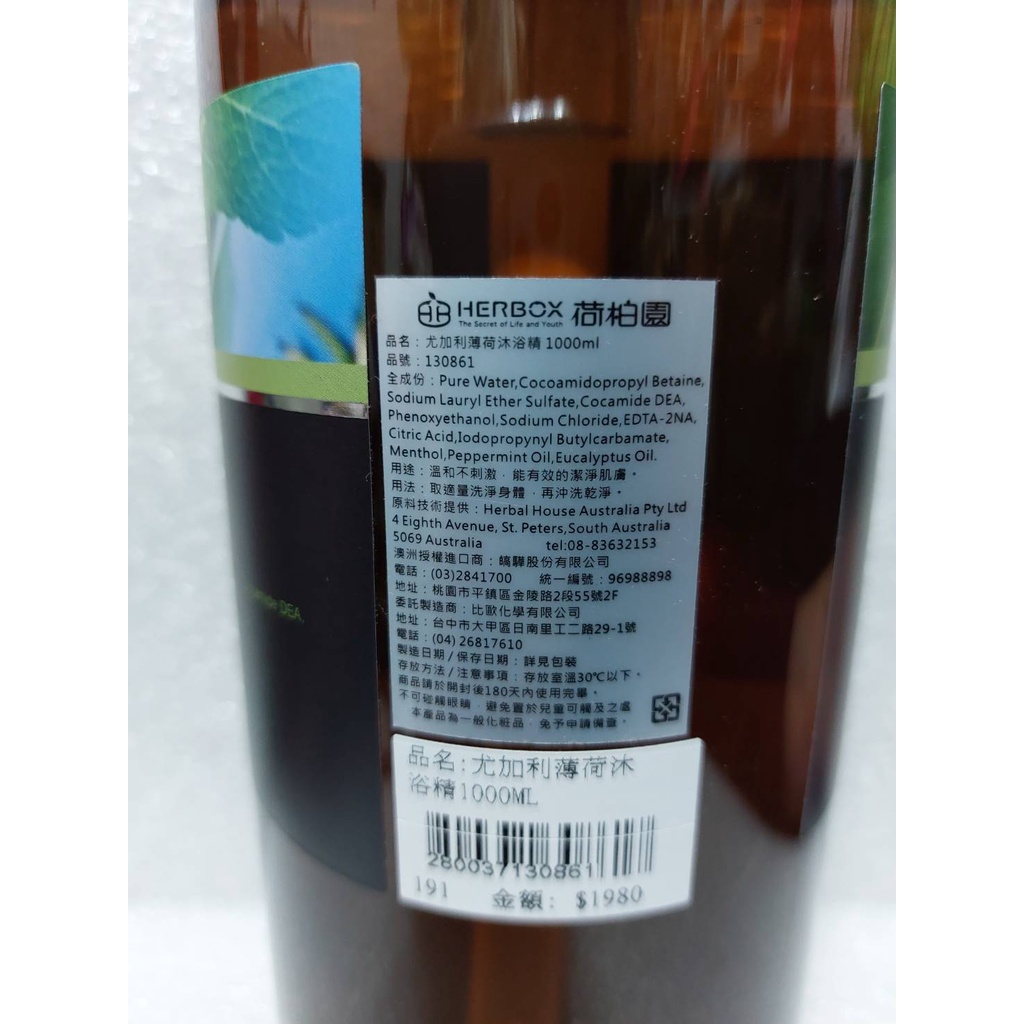 HERBOX 荷柏園
The Secret of Life and Youth
品名：尤加利薄荷沐浴精 1000ml
品號：130861
全成份：Pure Water,Cocoamidopropyl Betaine,
Sodium Lauryl Ether Sulfate,Cocamide DEA,
Phenoxyethanol,Sodium Chloride,EDTA-2NA,
Citric Acid,Iodopropynyl Butylcarbamate,
Menthol,Peppermint Oil,Eucalyptus Oil.
用途：溫和不刺激，能有效的潔淨肌膚。
用法：取適量洗淨身體，再沖洗乾淨。
原料技術提供：Herbal House Australia Pty Ltd
4 Eighth Avenue, St. Peters,South Australia
5069 Australia tel:08-83632153
澳洲授權進口商：皜驊股份有限公司
電話：(03)2841700 統一編號：96988898
地址：桃園市平鎮區金陵路2段55號2F
委託製造商：比歐化學有限公司
地址：台中市大甲區日南里工二路29-1號
電話：(04) 26817610
製造日期/保存日期：詳見包裝
存放方法/注意事項：存放室溫30℃以下。
商品請於開封後180天內使用完畢。
不可碰觸眼睛，避免置於兒童可觸及之處
本產品為一般化粧品，免予申請備查。
品名:尤加利薄荷沐
浴精1000ML
280037130861
191 金額: $1980
DEA,